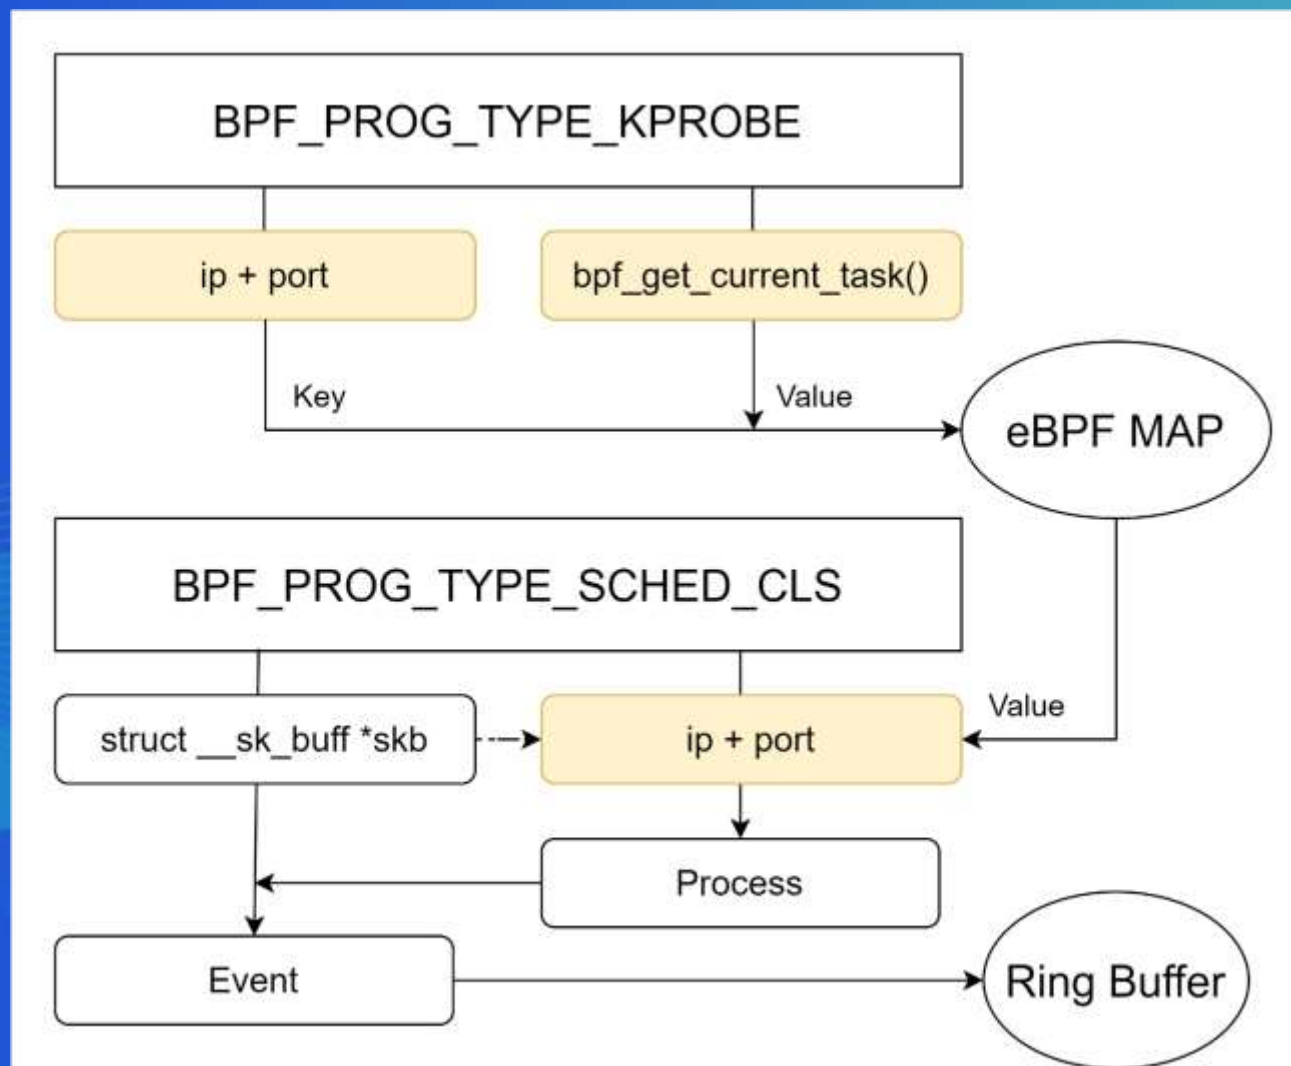 BPF_PROG_TYPE_KPROBE
ip + port
bpf_get_current_task()
Key
Value
eBPF MAP
BPF_PROG_TYPE_SCHED_CLS
Value
struct __sk_buff *skb
ip + port
Process
Event
Ring Buffer